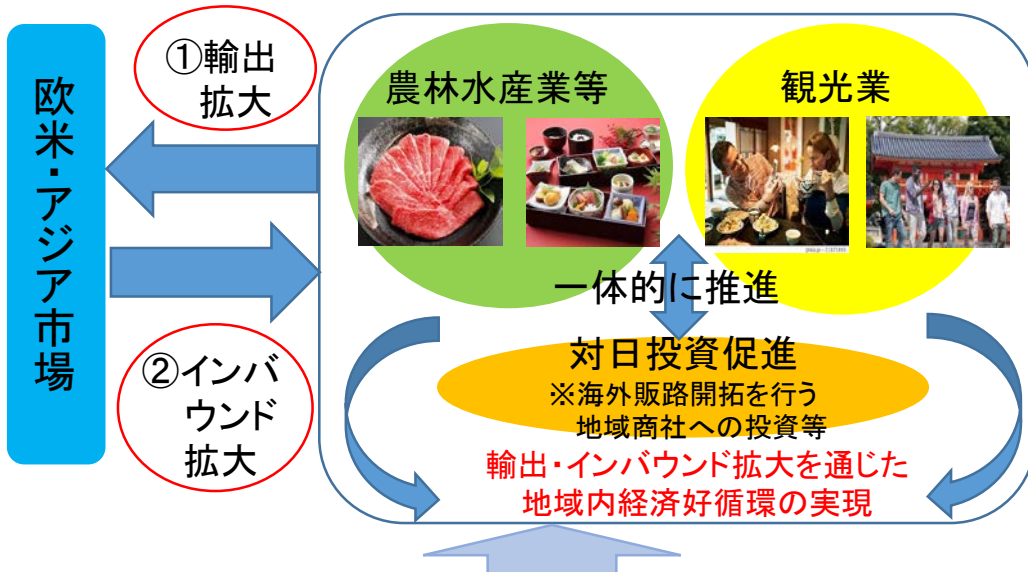 欧米・アジア市場
①輸出
拡大
②インバ
ウンド
拡大
農林水産業等
観光業
一体的に推進
対日投資促進
※海外販路開拓を行う
地域商社への投資等
輸出・インバウンド拡大を通じた
地域内経済好循環の実現